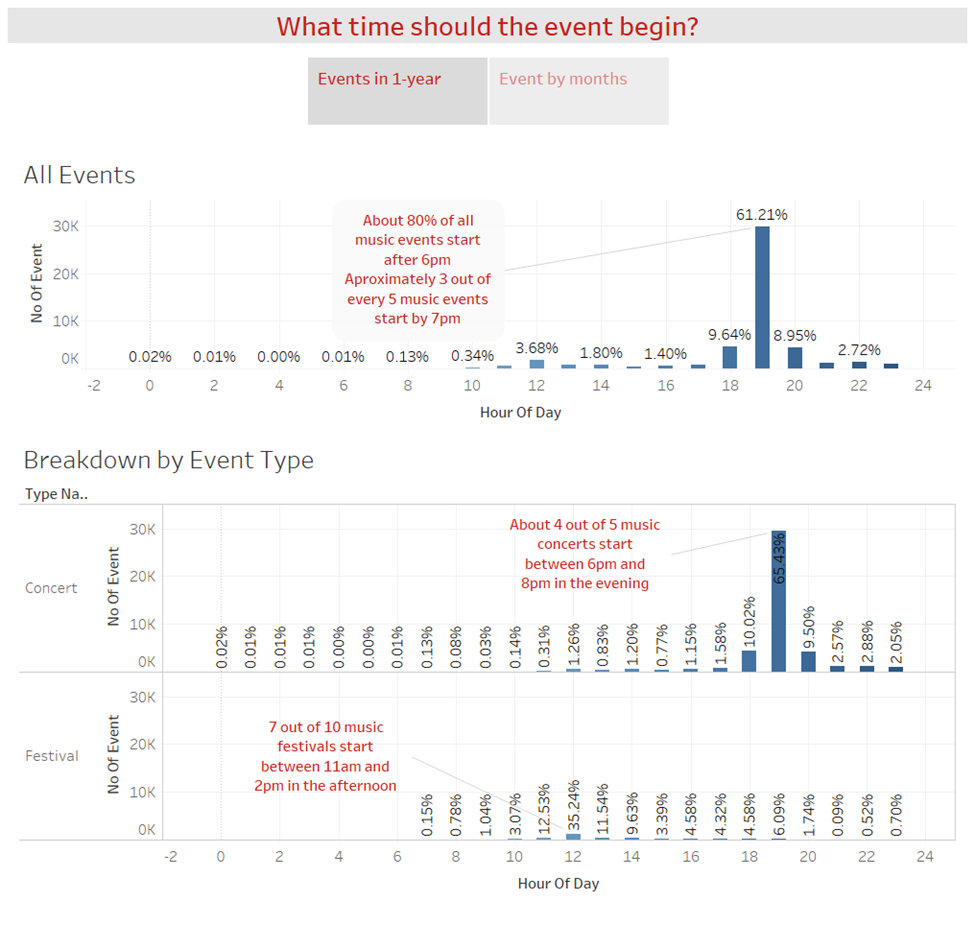 What time should the event begin?
Events in 1-year
Event by months
All Events
About 80% of all
music events start
after 6pm
Aproximately 3 out of
every 5 music events
start by 7pm
No Of Event
30K
20K
10K
0K
0.02%
0.01%
0.00%
0.01%
0.13%
0.34%
3.68%
1.80%
1.40%
9.64%
61.21%
8.95%
2.72%
-2
0
2
4
6
8
10
12
14
16
18
20
22
24
Hour Of Day
Breakdown by Event Type
Type Na..
Concert
No Of Event
30K
20K
10K
0K
About 4 out of 5 music
concerts start
between 6pm and
8pm in the evening
0.02%
0.01%
0.01%
0.01%
0.00%
0.00%
0.01%
0.13%
0.08%
0.03%
0.14%
0.31%
1.26%
0.83%
1.20%
0.77%
1.15%
1.58%
10.02%
65.43%
9.50%
2.57%
2.88%
2.05%
Festival
No Of Event
30K
20K
10K
0K
7 out of 10 music
festivals start
between 11am and
2pm in the afternoon
0.15%
0.78%
1.04%
3.07%
12.53%
35.24%
11.54%
9.63%
3.39%
4.58%
4.32%
4.58%
6.09%
1.74%
0.09%
0.52%
0.70%
-2
0
2
4
6
8
10
12
14
16
18
20
22
24
Hour Of Day